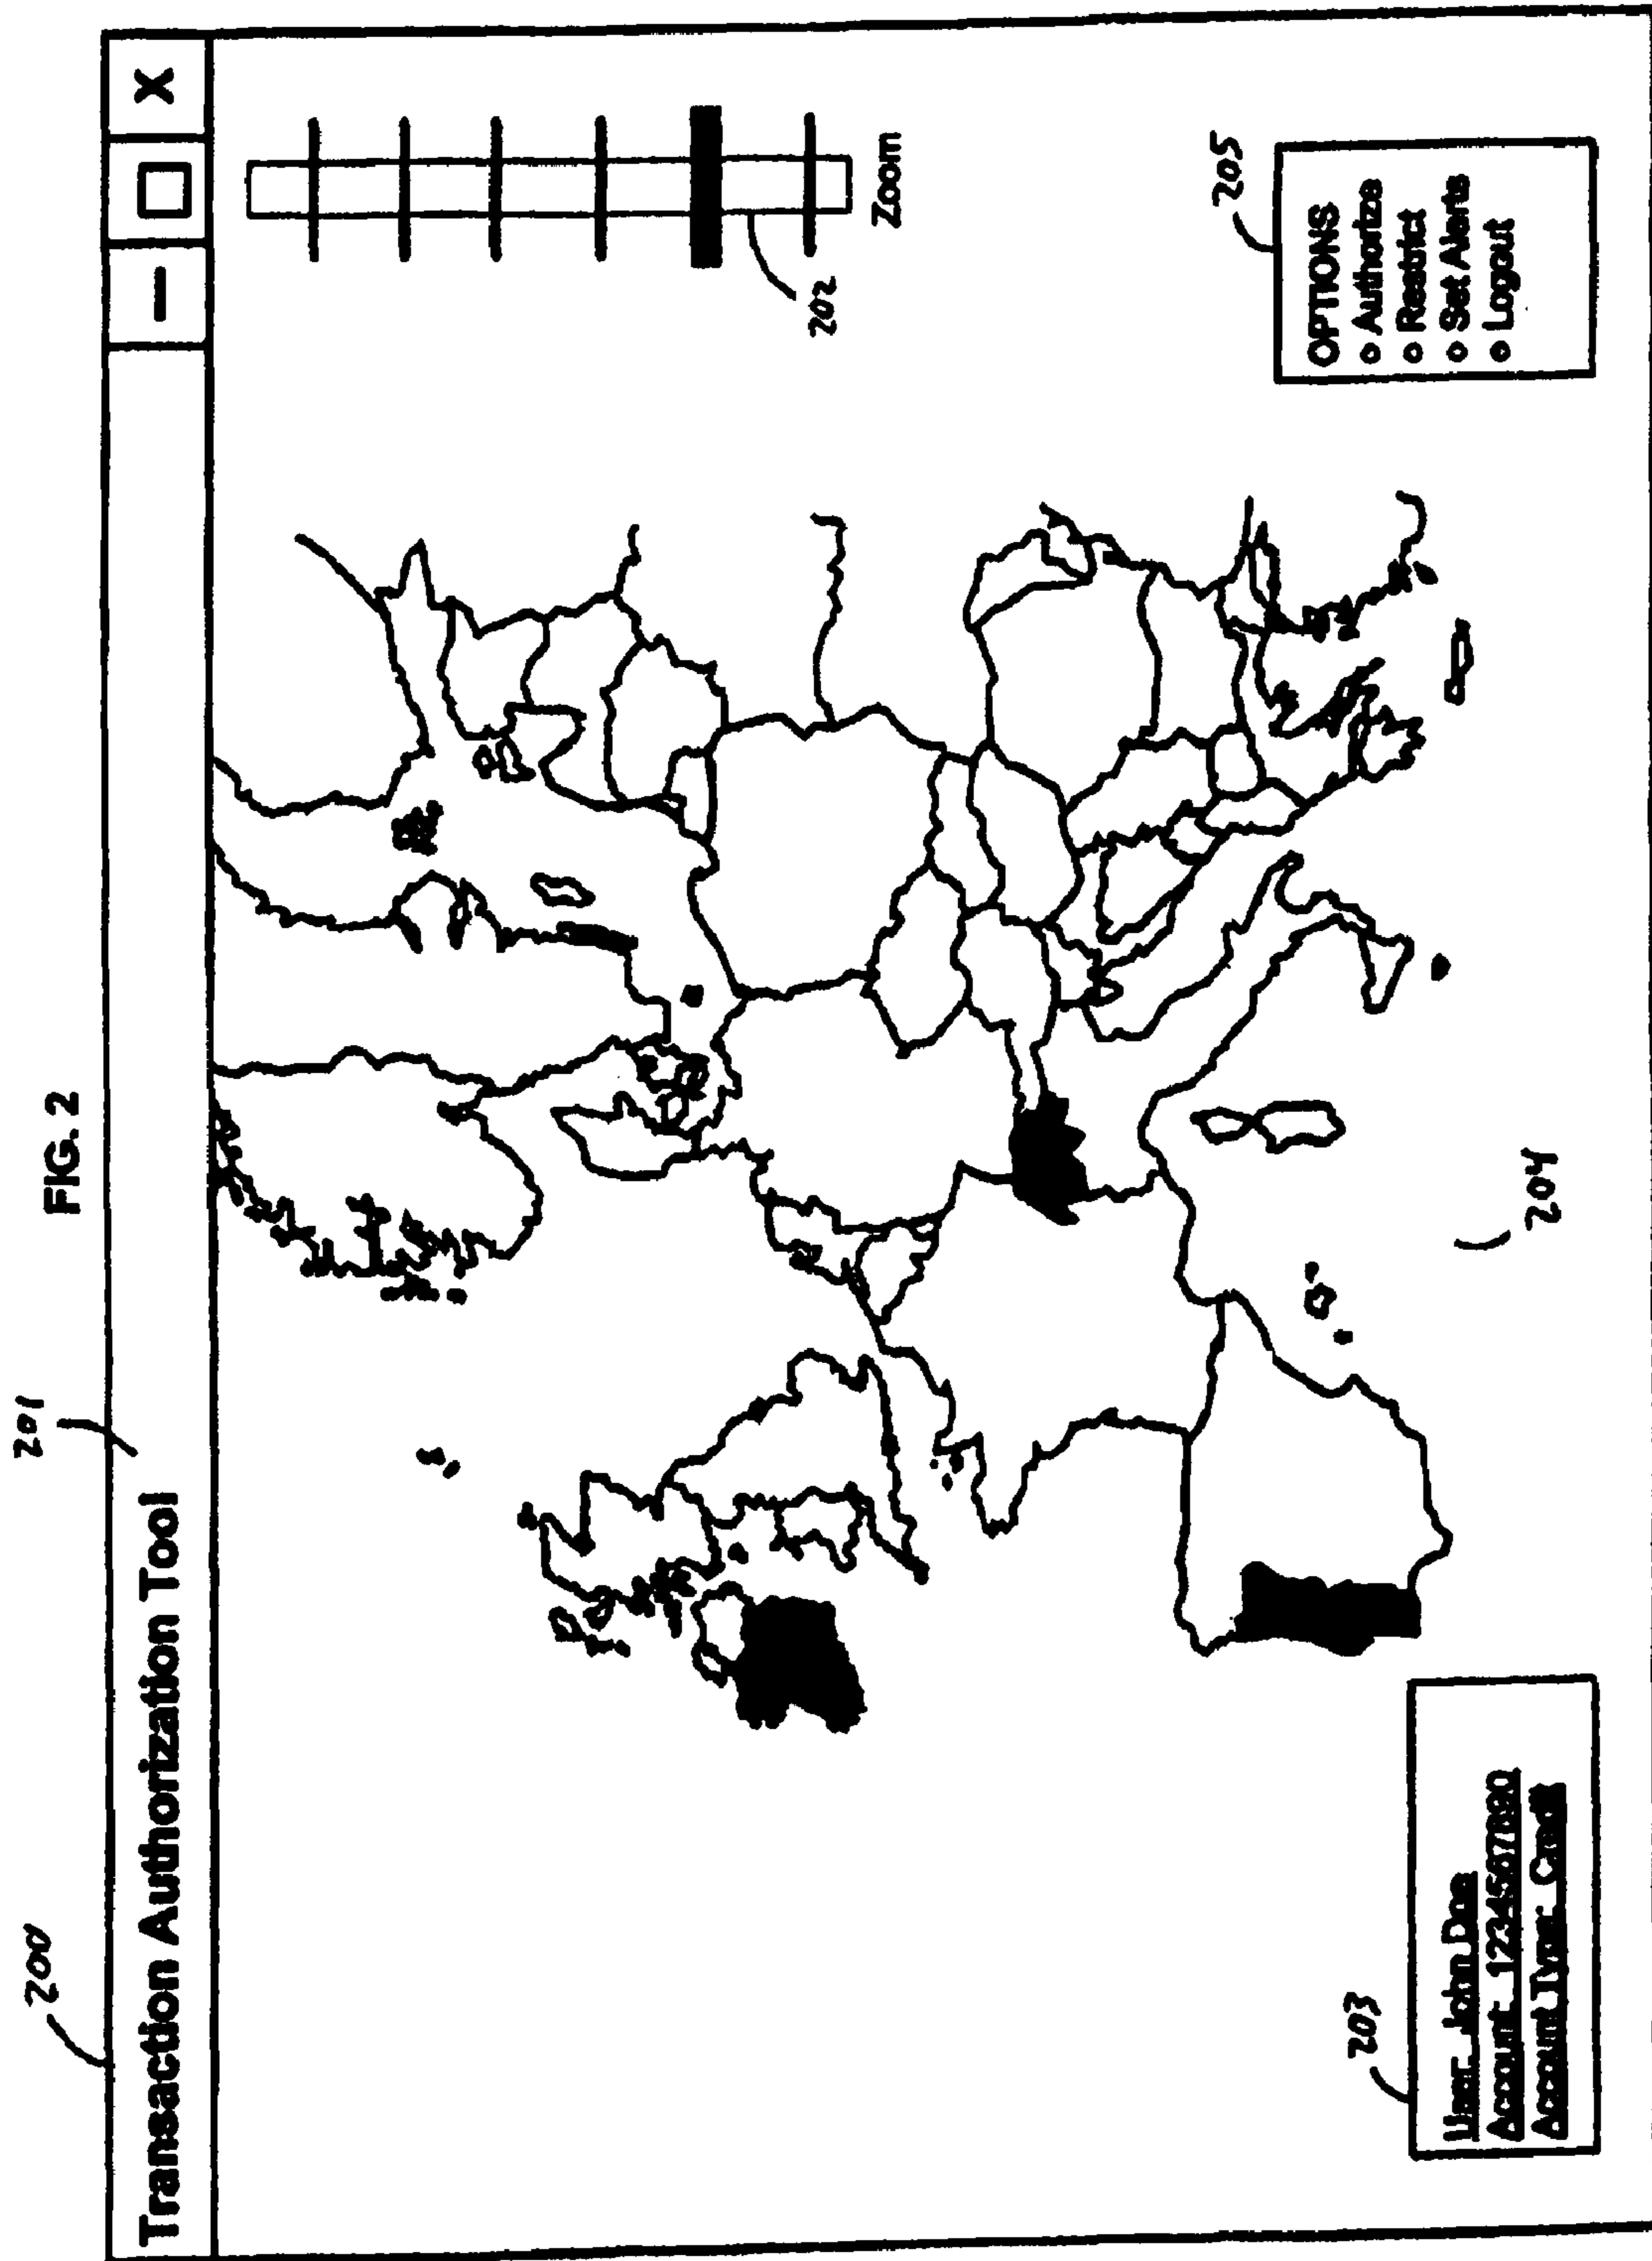 FIG. 2
200
201
Transaction Authorization Tool
X
202
Zoom
203
User: John Doe
Account: 1234567890
Account Type: Credit
204
205
OPTIONS
Authorize
Restrict
Set Alerts
Logout